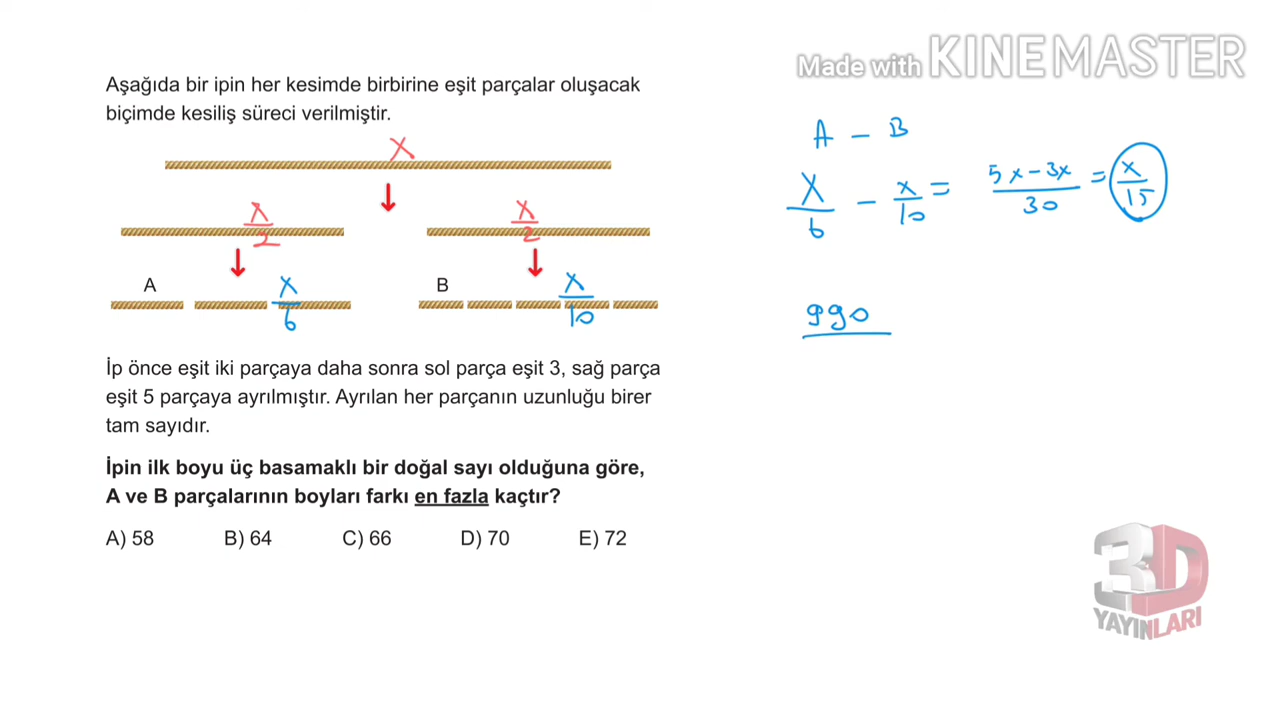 Made with KINEMASTER
Aşağıda bir ipin her kesimde birbirine eşit parçalar oluşacak
biçimde kesiliş süreci verilmiştir.
X
X/2 X/2
A B
X/6 X/10
İp önce eşit iki parçaya daha sonra sol parça eşit 3, sağ parça
eşit 5 parçaya ayrılmıştır. Ayrılan her parçanın uzunluğu birer
tam sayıdır.
İpin ilk boyu üç basamaklı bir doğal sayı olduğuna göre,
A ve B parçalarının boyları farkı en fazla kaçtır?
A) 58 B) 64 C) 66 D) 70 E) 72
A - B
X/6 - x/10 = 5x-3x/30 = x/15
990
3D
YAYINLARI